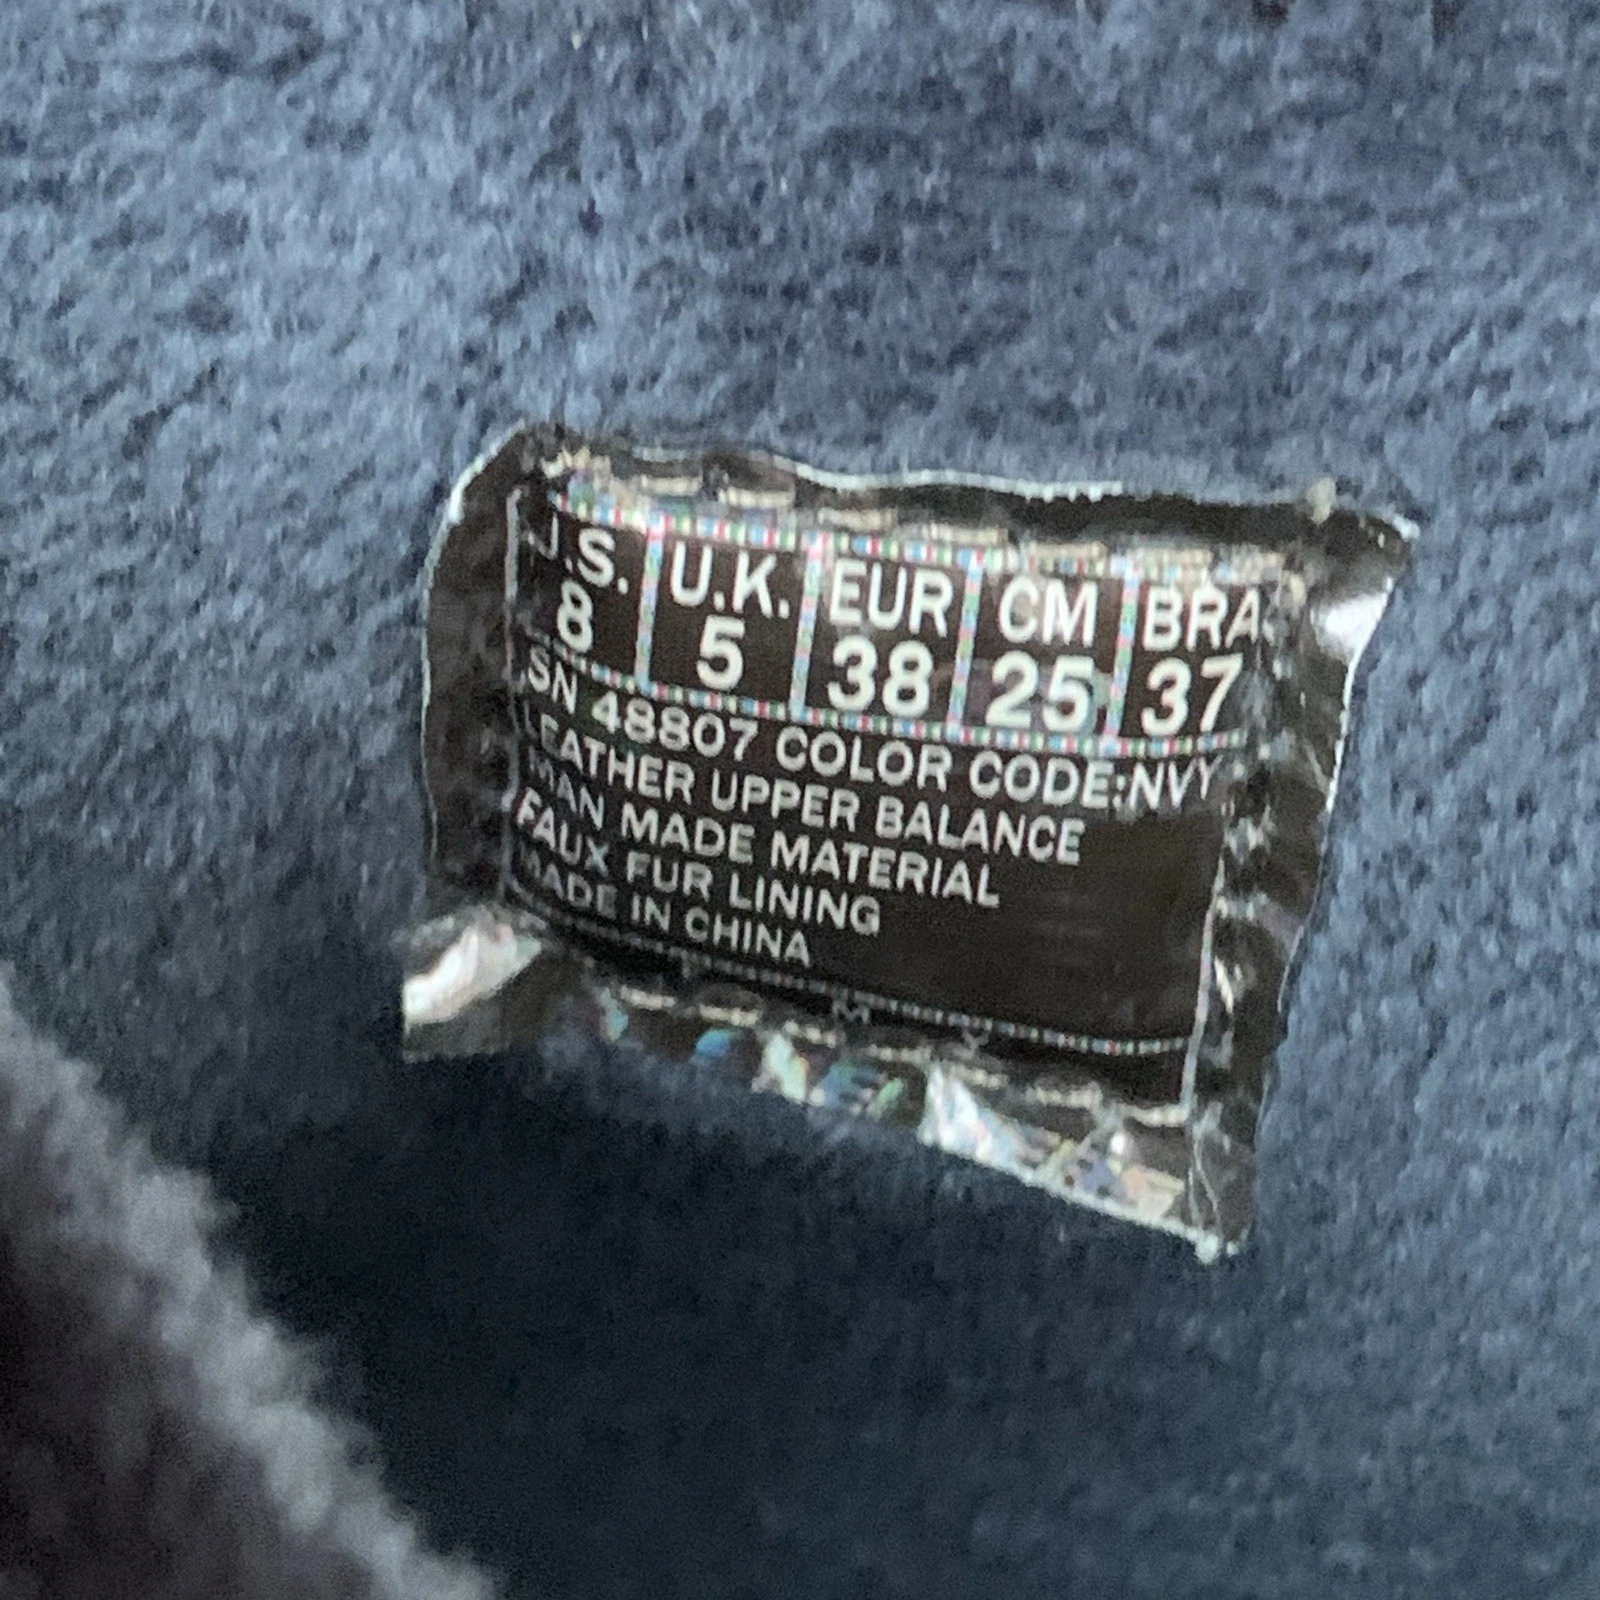 U.S. U.K. EUR CM BRA
8 5 38 25 37
SN 48807 COLOR CODE:NVY
LEATHER UPPER BALANCE
MAN MADE MATERIAL
FAUX FUR LINING
MADE IN CHINA